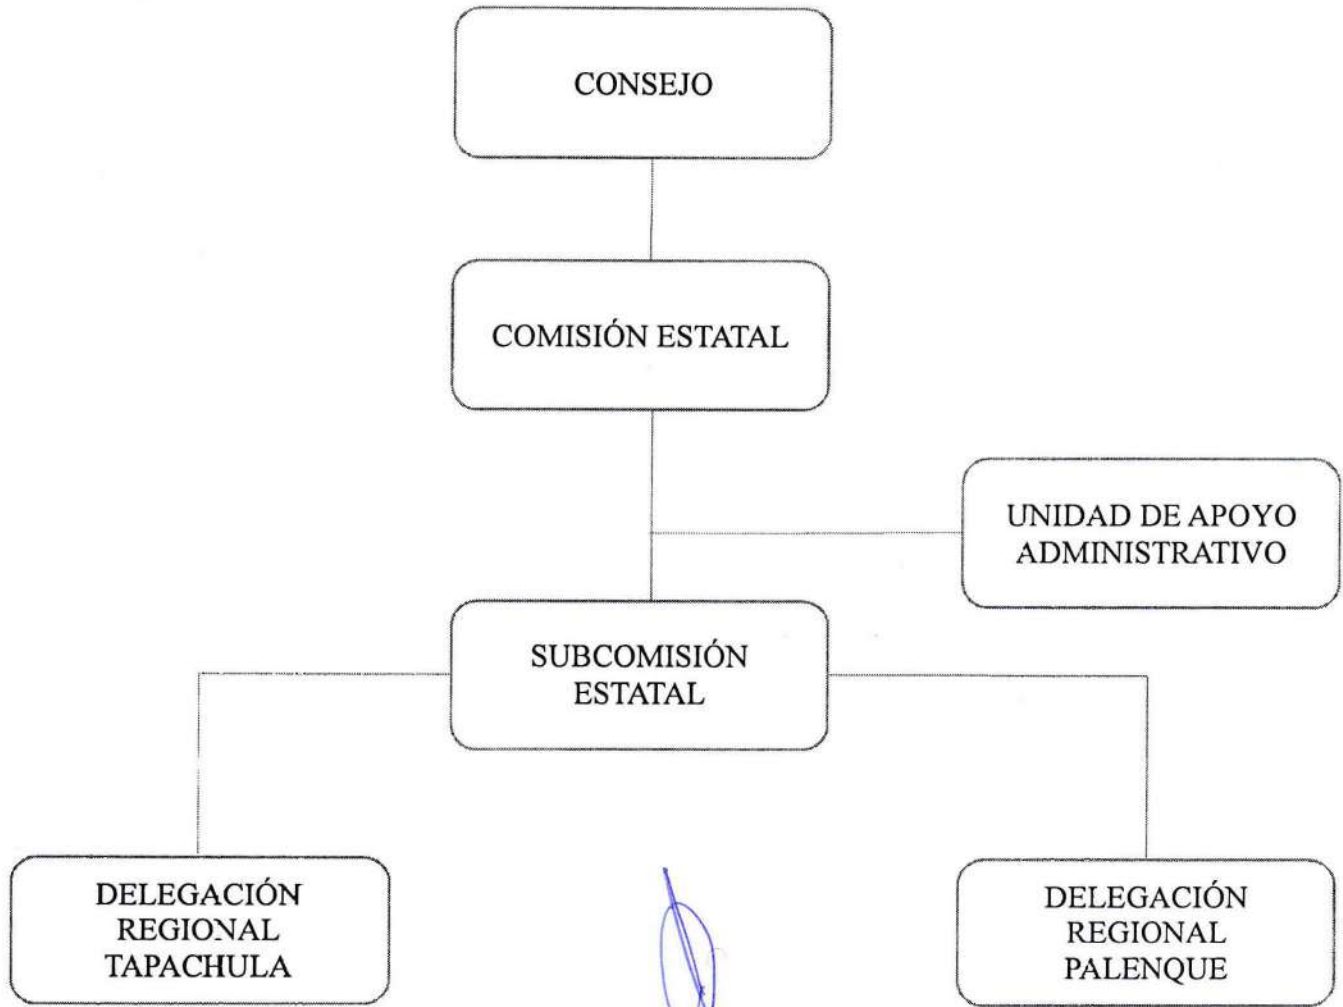 CONSEJO
COMISIÓN ESTATAL
UNIDAD DE APOYO
ADMINISTRATIVO
SUBCOMISIÓN
ESTATAL
DELEGACIÓN
REGIONAL
TAPACHULA
DELEGACIÓN
REGIONAL
PALENQUE